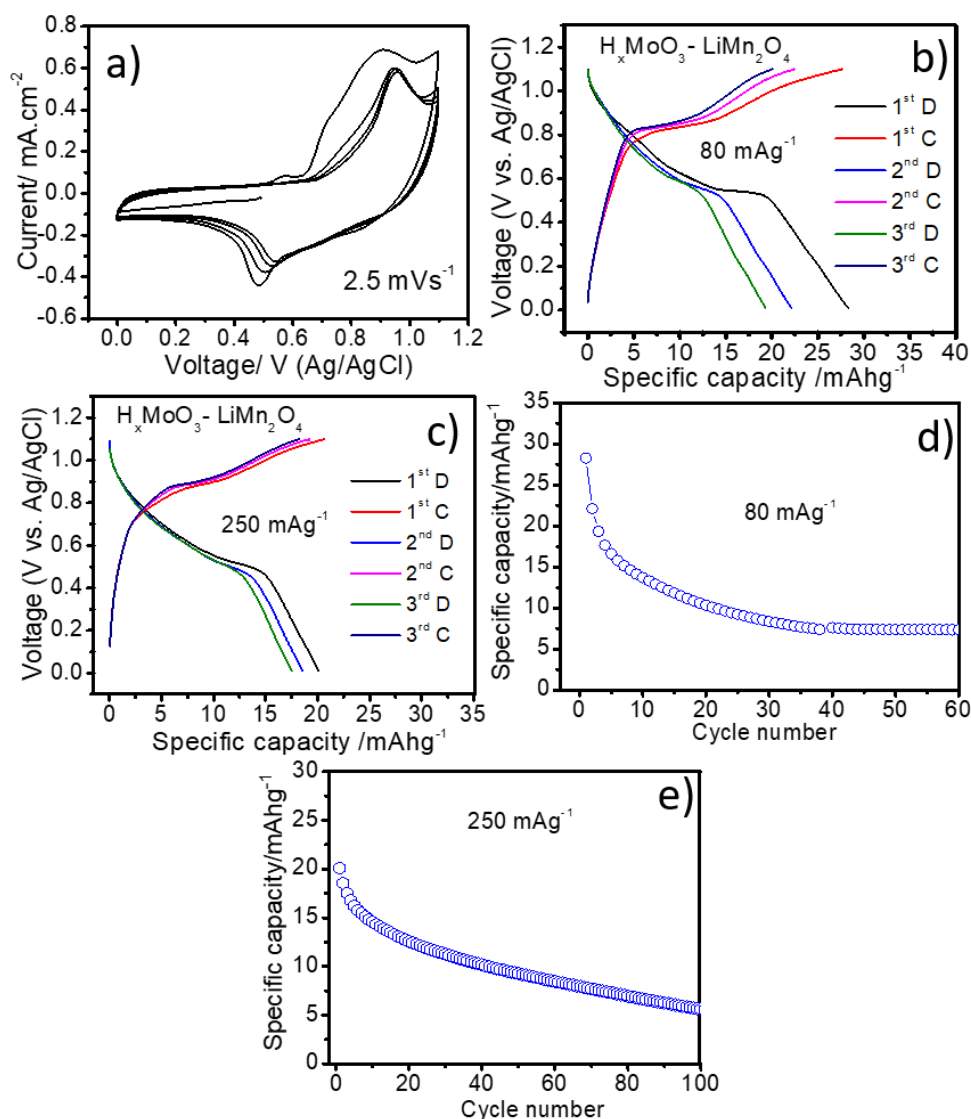 a)
Current/ mA.cm⁻²
0.8
0.6
0.4
0.2
0.0
-0.2
-0.4
-0.6
2.5 mVs⁻¹
0.0 0.2 0.4 0.6 0.8 1.0 1.2
Voltage/ V (Ag/AgCl)
b)
Voltage (V vs. Ag/AgCl)
1.2
1.0
0.8
0.6
0.4
0.2
0.0
HₓMoO₃- LiMn₂O₄
80 mAg⁻¹
1ˢᵗ D
1ˢᵗ C
2ⁿᵈ D
2ⁿᵈ C
3ʳᵈ D
3ʳᵈ C
0 5 10 15 20 25 30 35 40
Specific capacity /mAhg⁻¹
c)
Voltage (V vs. Ag/AgCl)
1.2
1.0
0.8
0.6
0.4
0.2
0.0
HₓMoO₃- LiMn₂O₄
250 mAg⁻¹
1ˢᵗ D
1ˢᵗ C
2ⁿᵈ D
2ⁿᵈ C
3ʳᵈ D
3ʳᵈ C
0 5 10 15 20 25 30 35
Specific capacity /mAhg⁻¹
d)
Specific capacity/mAhg⁻¹
35
30
25
20
15
10
5
0
80 mAg⁻¹
0 10 20 30 40 50 60
Cycle number
e)
Specific capacity/mAhg⁻¹
30
25
20
15
10
5
0
250 mAg⁻¹
0 20 40 60 80 100
Cycle number